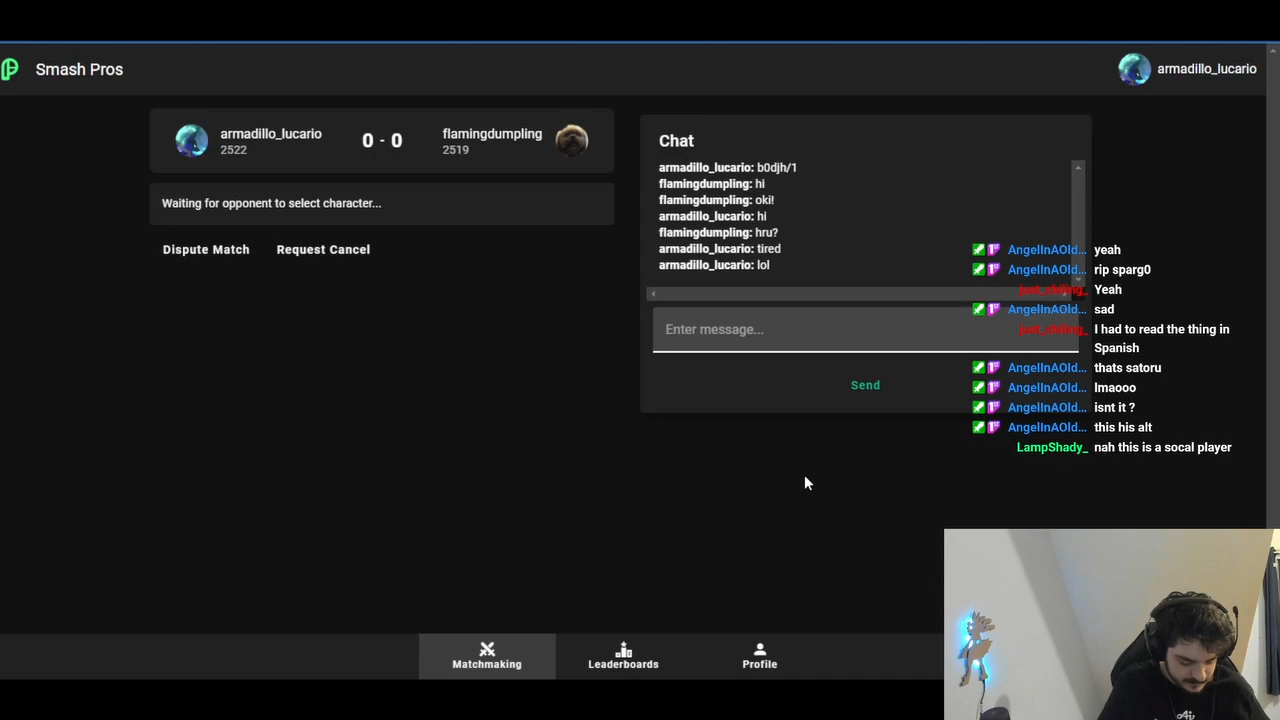 Smash Pros
armadillo_lucario
armadillo_lucario
2522
0 - 0
flamingdumpling
2519
Waiting for opponent to select character...
Dispute Match
Request Cancel
Chat
armadillo_lucario: b0djh/1
flamingdumpling: hi
flamingdumpling: oki!
armadillo_lucario: hi
flamingdumpling: hru?
armadillo_lucario: tired
armadillo_lucario: lol
Enter message...
Send
AngelInAOld... yeah
AngelInAOld... rip sparg0
just_chiling_ Yeah
AngelInAOld... sad
just_chiling_ I had to read the thing in
Spanish
AngelInAOld... thats satoru
AngelInAOld... lmaooo
AngelInAOld... isnt it ?
AngelInAOld... this his alt
LampShady_ nah this is a socal player
Matchmaking
Leaderboards
Profile